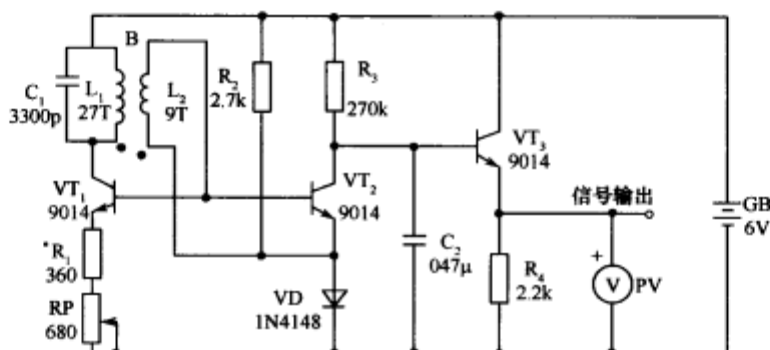 B
C₁
3300p
L₁
27T
L₂
9T
R₂
2.7k
R₃
270k
VT₁
9014
VT₂
9014
VT₃
9014
信号输出
GB
6V
*R₁
360
RP
680
VD
1N4148
C₂
047μ
R₄
2.2k
+
V
PV